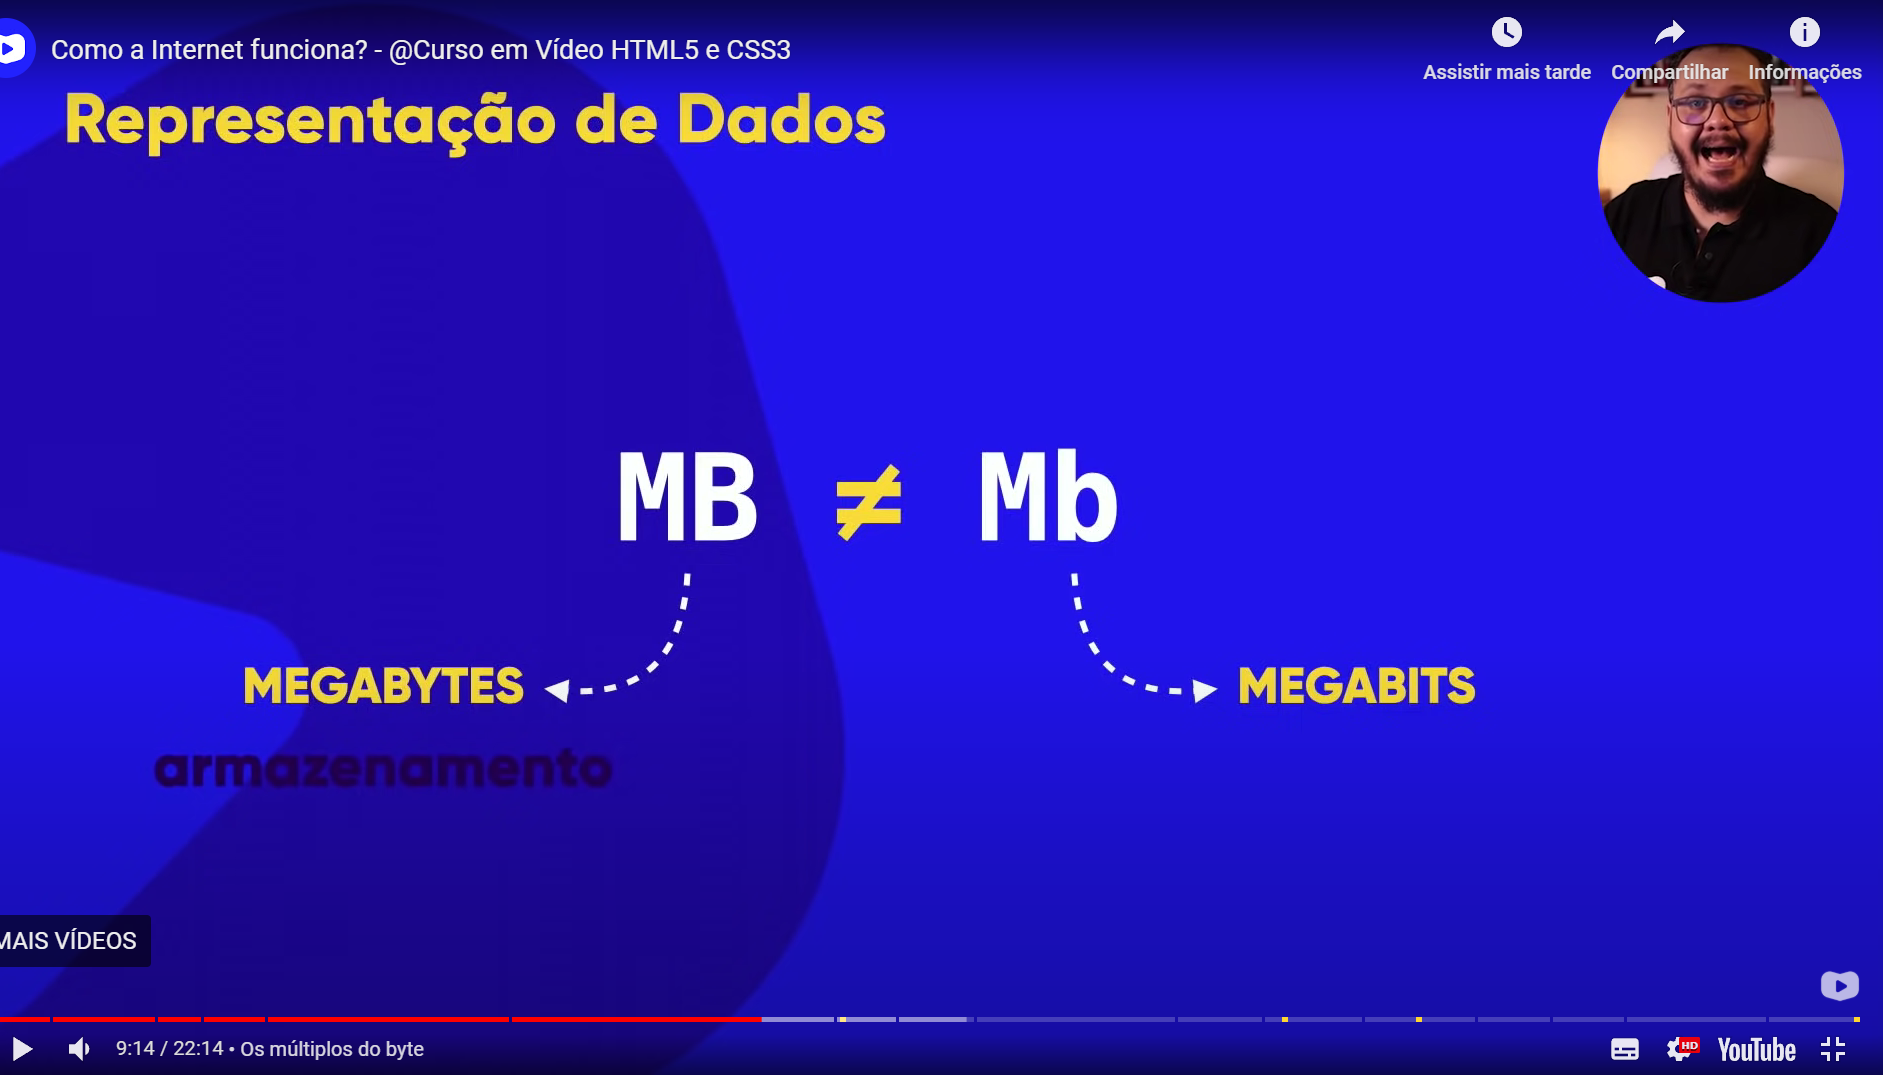 Como a Internet funciona? - @Curso em Vídeo HTML5 e CSS3
Assistir mais tarde
Compartilhar
Informações
Representação de Dados
MB ≠ Mb
MEGABYTES
MEGABITS
armazenamento
MAIS VÍDEOS
9:14 / 22:14 • Os múltiplos do byte
HD
YouTube